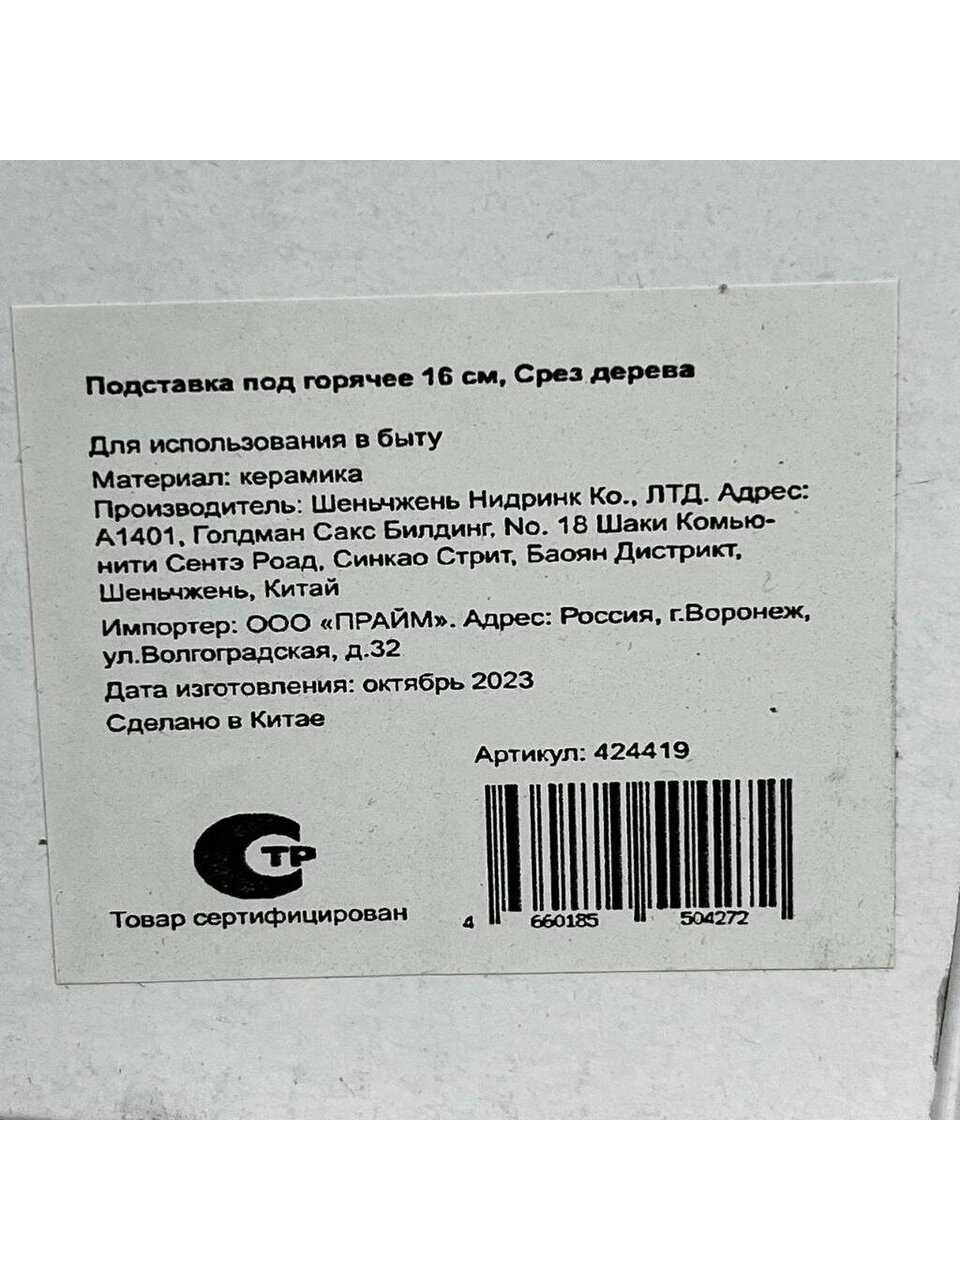 Подставка под горячее 16 см, Срез дерева
Для использования в быту
Материал: керамика
Производитель: Шеньчжень Нидринк Ко., ЛТД. Адрес:
А1401, Голдман Сакс Билдинг, No. 18 Шаки Комью-
нити Сентэ Роад, Синкао Стрит, Баоян Дистрикт,
Шеньчжень, Китай
Импортер: ООО «ПРАЙМ». Адрес: Россия, г.Воронеж,
ул.Волгоградская, д.32
Дата изготовления: октябрь 2023
Сделано в Китае
Артикул: 424419
СТР
Товар сертифицирован
4 660185 504272